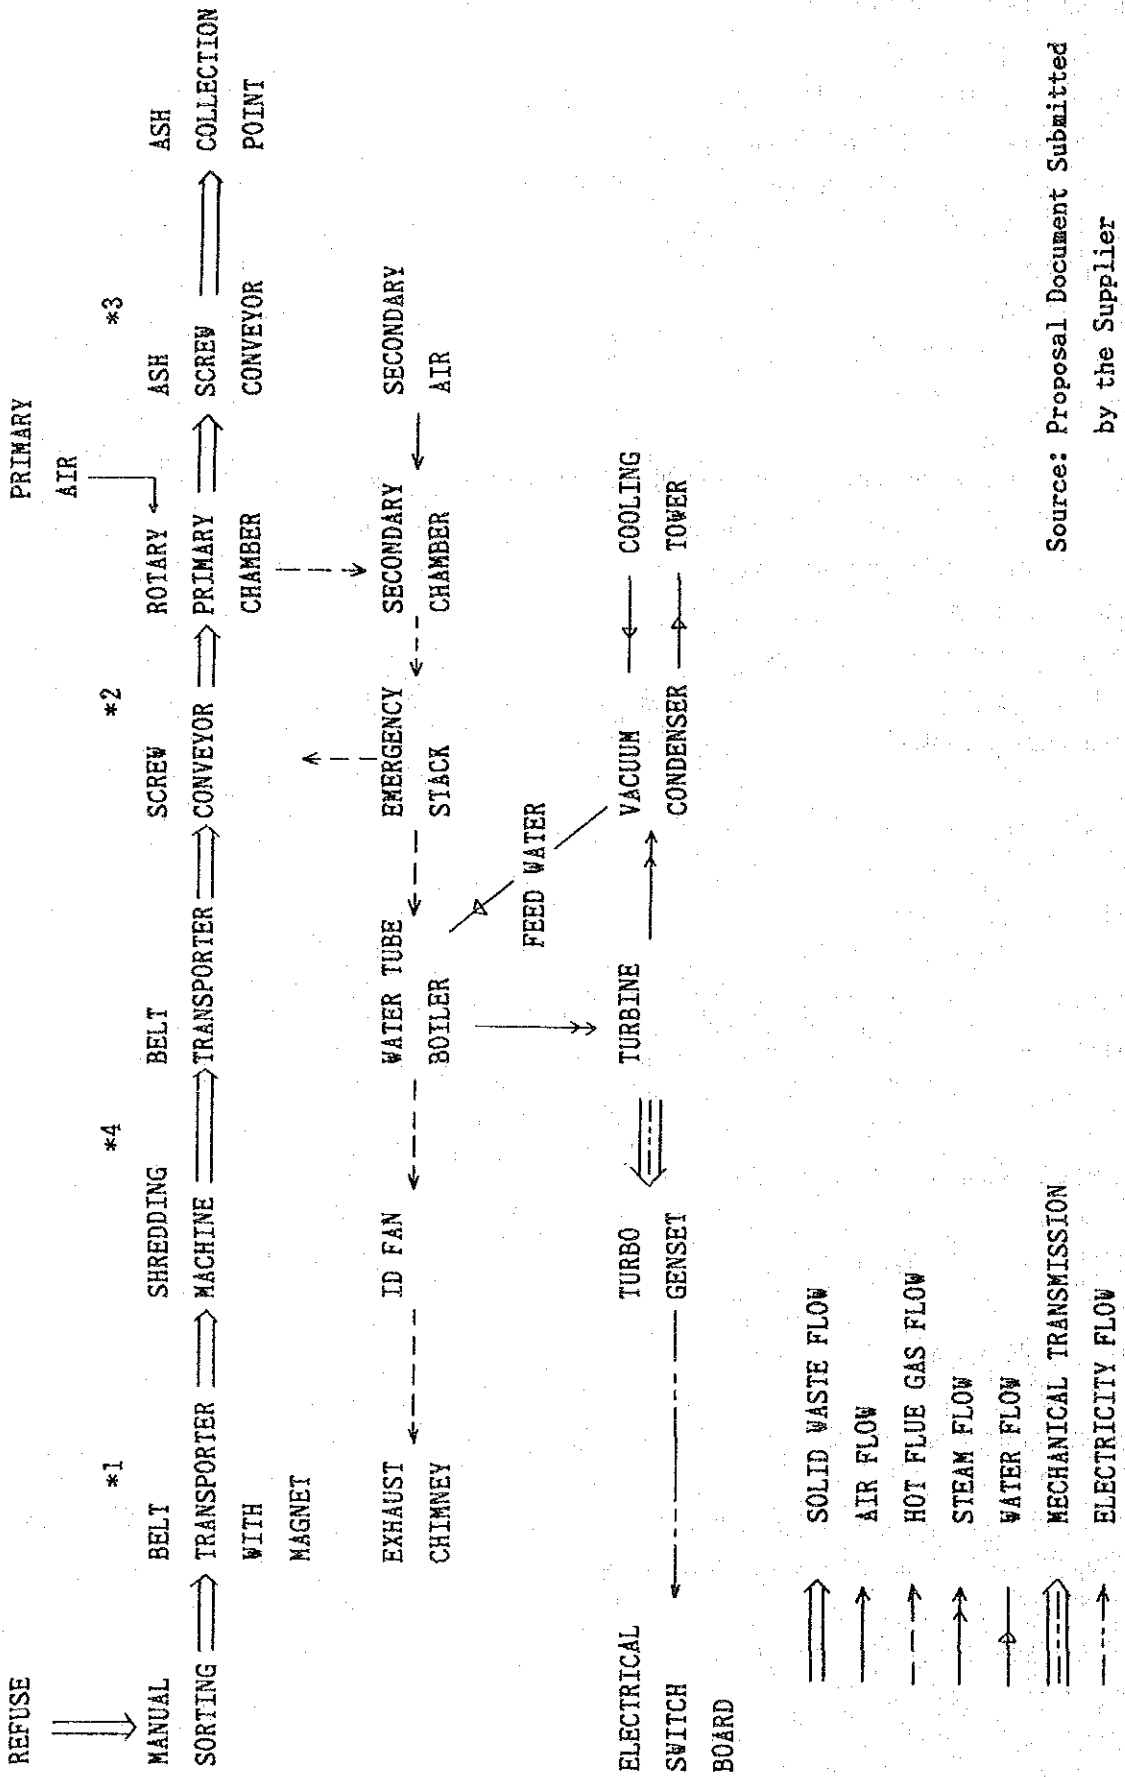 REFUSE
PRIMARY
AIR
*1
*4
*2
*3
MANUAL
SORTING
BELT
TRANSPORTER
WITH
MAGNET
SHREDDING
MACHINE
BELT
TRANSPORTER
SCREW
CONVEYOR
ROTARY
PRIMARY
CHAMBER
ASH
SCREW
CONVEYOR
ASH
COLLECTION
POINT
EXHAUST
CHIMNEY
ID FAN
WATER TUBE
BOILER
EMERGENCY
STACK
SECONDARY
CHAMBER
SECONDARY
AIR
FEED WATER
ELECTRICAL
SWITCH
BOARD
TURBO
GENSET
TURBINE
VACUUM
CONDENSER
COOLING
TOWER
SOLID WASTE FLOW
AIR FLOW
HOT FLUE GAS FLOW
STEAM FLOW
WATER FLOW
MECHANICAL TRANSMISSION
ELECTRICITY FLOW
Source: Proposal Document Submitted
by the Supplier